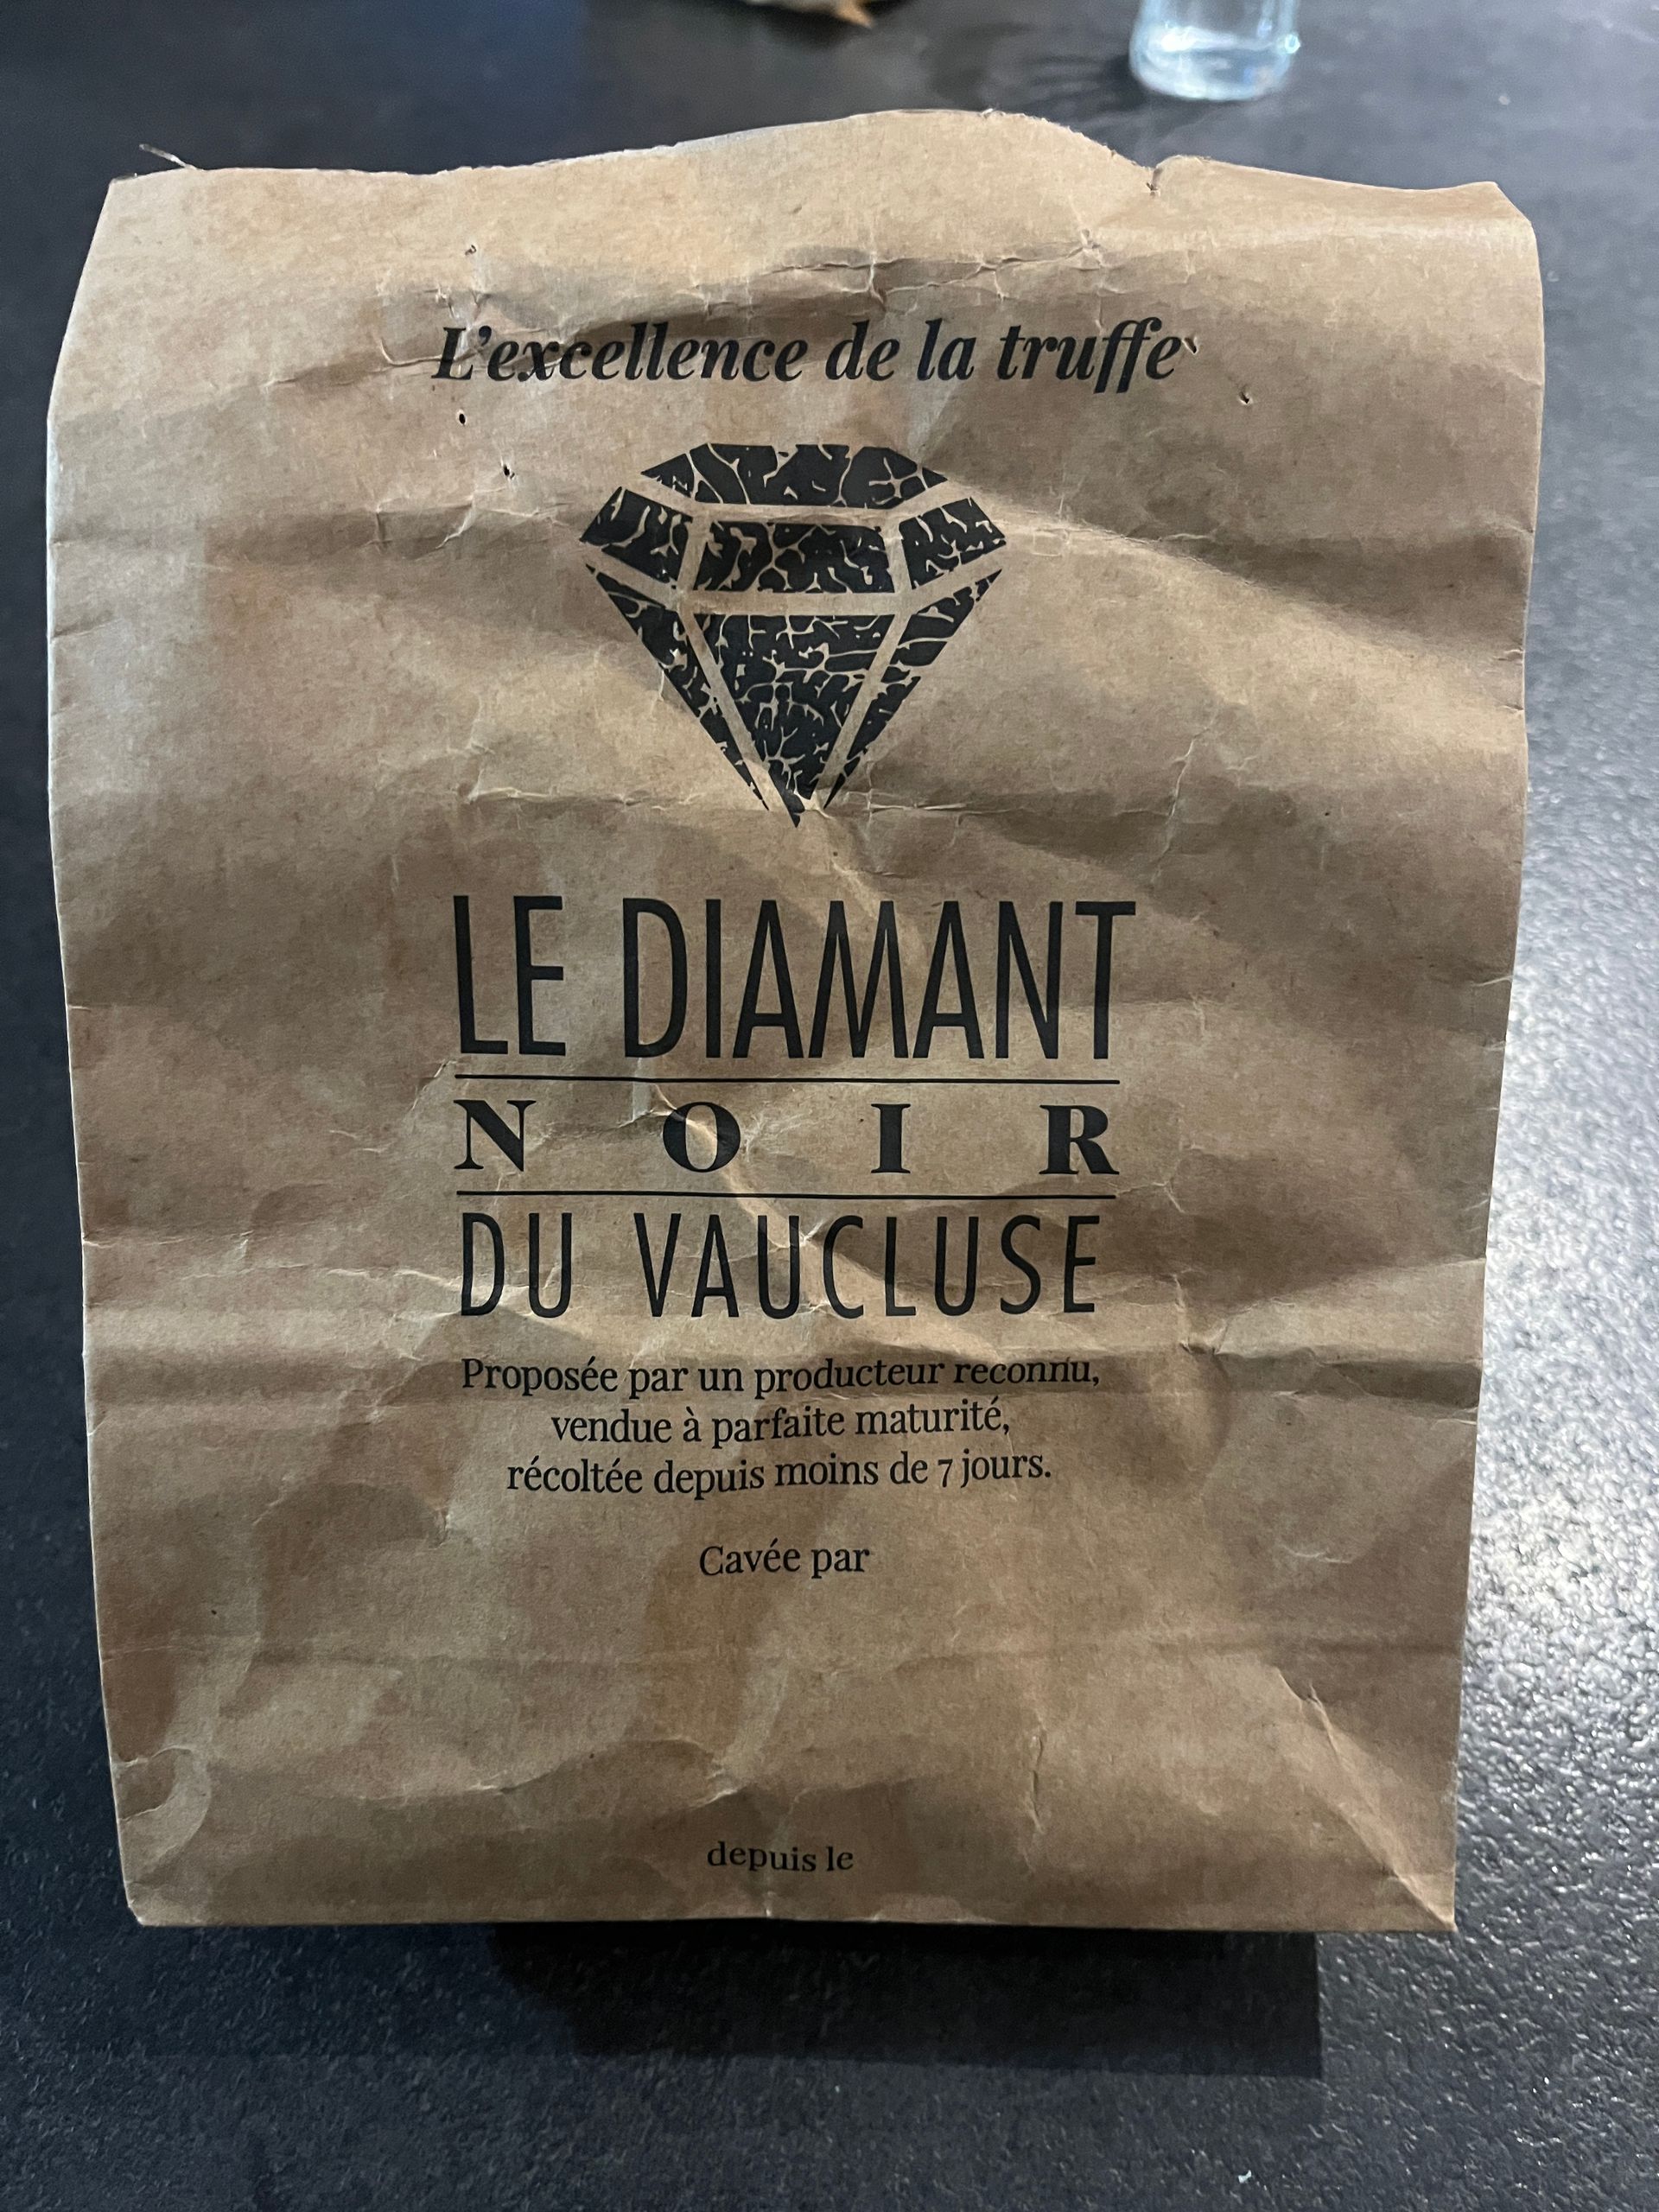 L'excellence de la truffe
LE DIAMANT
NOIR
DU VAUCLUSE
Proposée par un producteur reconnu,
vendue à parfaite maturité,
récoltée depuis moins de 7 jours.
Cavée par
depuis le